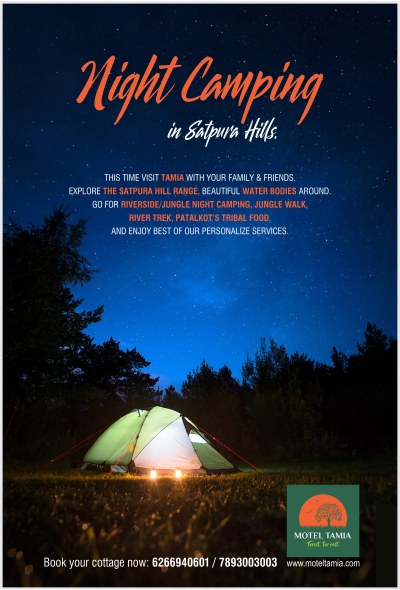 Night Camping
in Satpura Hills.
THIS TIME VISIT TAMIA WITH YOUR FAMILY & FRIENDS.
EXPLORE THE SATPURA HILL RANGE, BEAUTIFUL WATER BODIES AROUND.
GO FOR RIVERSIDE/JUNGLE NIGHT CAMPING, JUNGLE WALK,
RIVER TREK, PATALKOT'S TRIBAL FOOD,
AND ENJOY BEST OF OUR PERSONALIZE SERVICES.
MOTEL TAMIA
Book your cottage now: 6266940601 / 7893003003
www.moteltamia.com